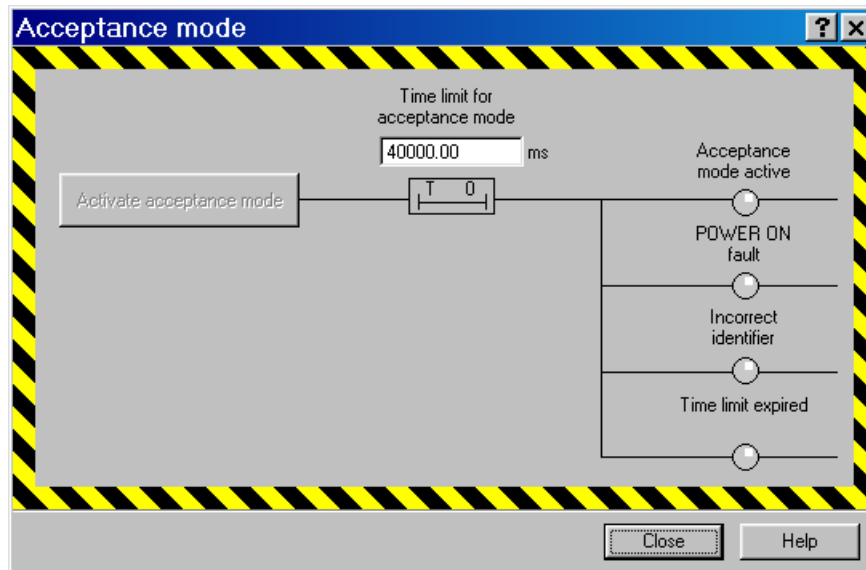 Acceptance mode
Time limit for
acceptance mode
40000.00 ms
Activate acceptance mode
T 0
Acceptance
mode active
POWER ON
fault
Incorrect
identifier
Time limit expired
Close
Help